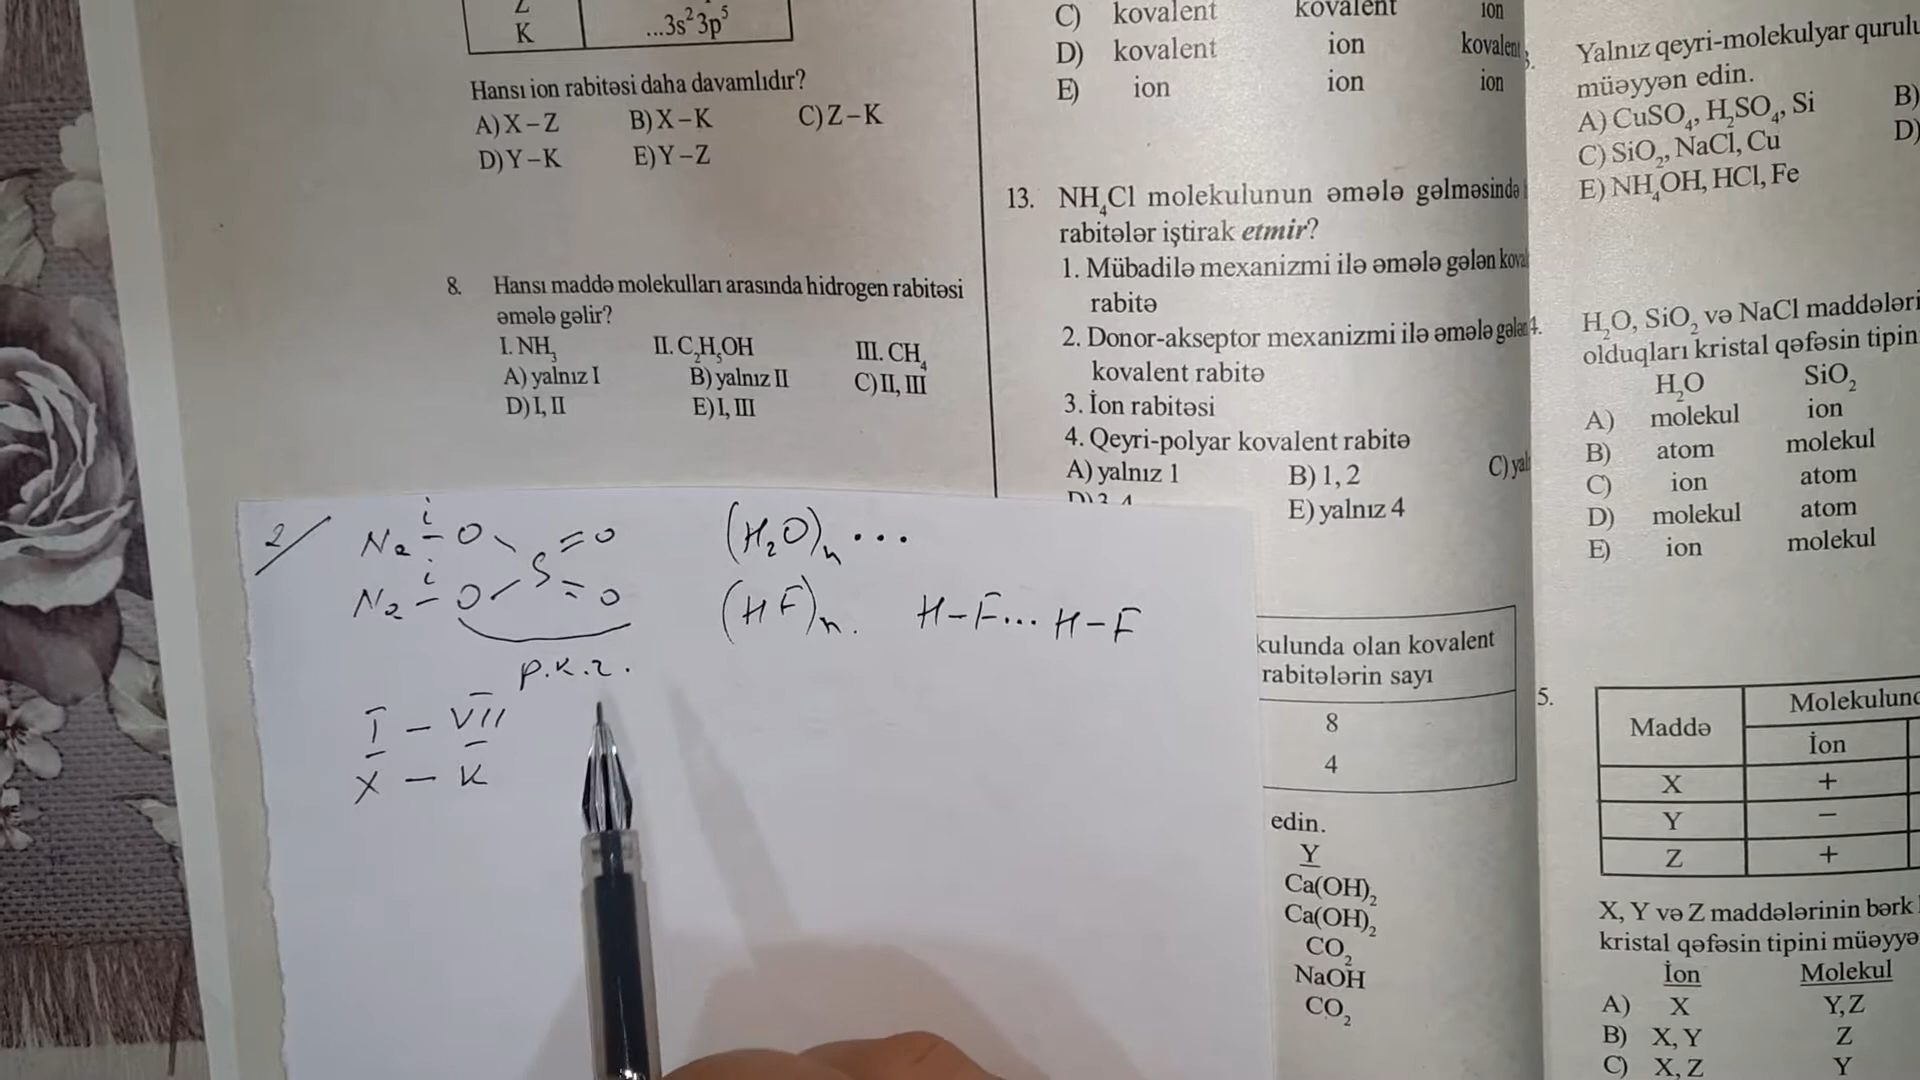 K ...3s²3p⁵
Hansı ion rabitəsi daha davamlıdır?
A) X – Z B) X – K C) Z – K
D) Y – K E) Y – Z
8. Hansı maddə molekulları arasında hidrogen rabitəsi
əmələ gəlir?
I. NH₃ II. C₂H₅OH III. CH₄
A) yalnız I B) yalnız II C) II, III
D) I, II E) I, III
C) kovalent kovalent ion
D) kovalent ion kovalent
E) ion ion ion
13. NH₄Cl molekulunun əmələ gəlməsində
rabitələr iştirak etmir?
1. Mübadilə mexanizmi ilə əmələ gələn
rabitə
2. Donor-akseptor mexanizmi ilə əmələ gələn
kovalent rabitə
3. İon rabitəsi
4. Qeyri-polyar kovalent rabitə
A) yalnız 1 B) 1, 2 C)
E) yalnız 4
olan kovalent
rabitələrin sayı
8
4
edin.
Y
Ca(OH)₂
Ca(OH)₂
CO₂
NaOH
CO₂
Yalnız qeyri-molekulyar
müəyyən edin.
A) CuSO₄, H₂SO₄, Si B)
C) SiO₂, NaCl, Cu D)
E) NH₄OH, HCl, Fe
4. H₂O, SiO₂ və NaCl maddələri
olduqları kristal qəfəsin tipin
H₂O SiO₂
A) molekul ion
B) atom molekul
C) ion atom
D) molekul atom
E) ion molekul
5. Maddə Molekulund
İon
X +
Y –
Z +
X, Y və Z maddələrinin bərk
kristal qəfəsin tipini
İon Molekul
A) X Y, Z
B) X, Y Z
C) X, Z Y
2/ i
Na – O = O
i S
Na – O = O
p.k.r.
I – VII
X – K
(H₂O)n ...
(HF)n. H–F... H–F